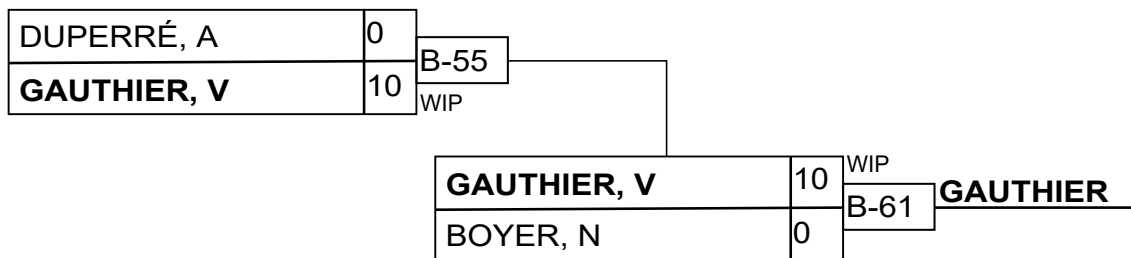 DUPERRÉ, A 0
B-55
GAUTHIER, V 10
WIP
GAUTHIER, V 10
WIP
B-61
GAUTHIER
BOYER, N 0